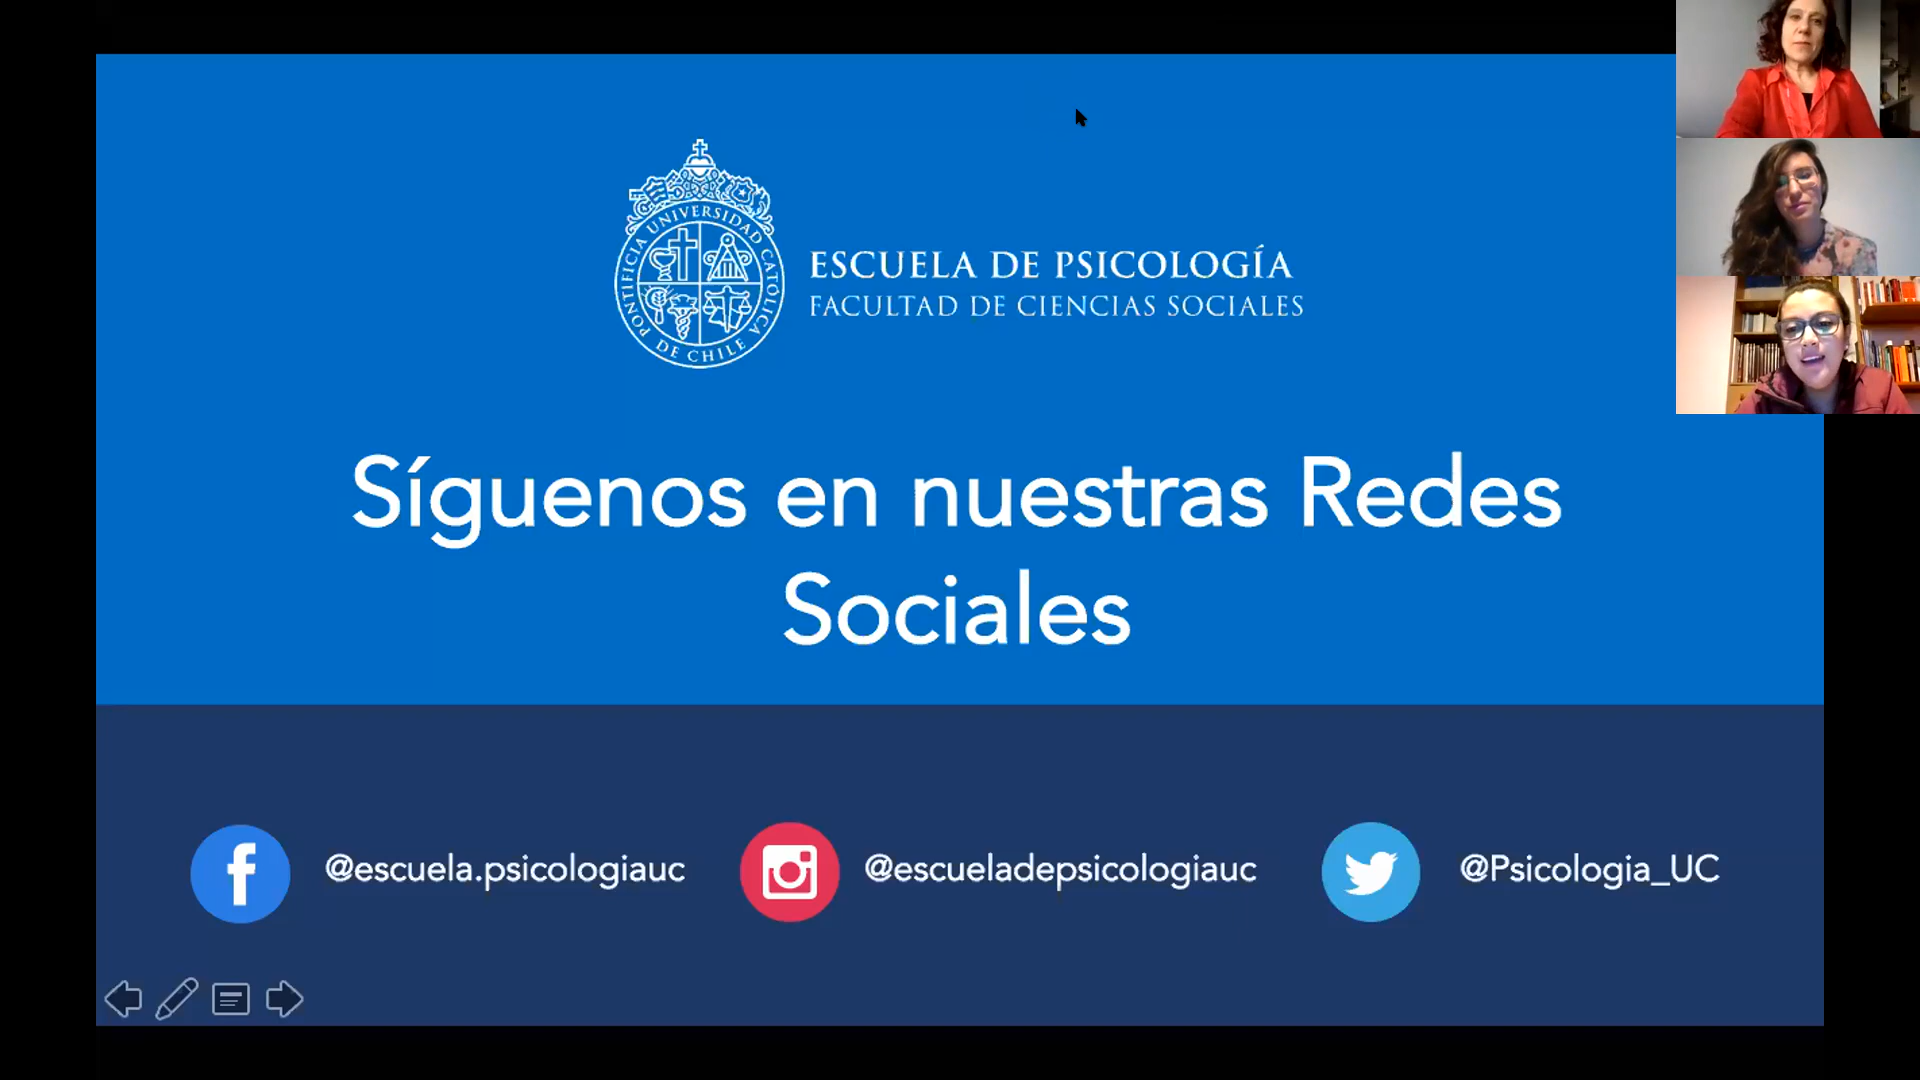 PONTIFICIA UNIVERSIDAD CATÓLICA DE CHILE
ESCUELA DE PSICOLOGÍA
FACULTAD DE CIENCIAS SOCIALES
Síguenos en nuestras Redes
Sociales
@escuela.psicologiauc
@escueladepsicologiauc
@Psicologia_UC